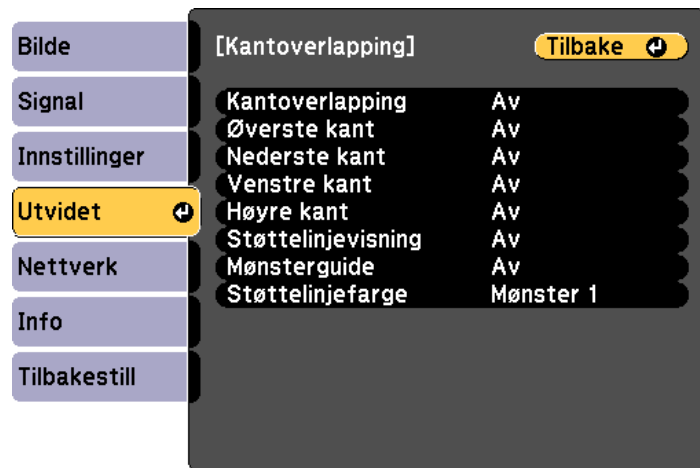 Bilde
Signal
Innstillinger
Utvidet
Nettverk
Info
Tilbakestill
[Kantoverlapping] Tilbake
Kantoverlapping Av
Øverste kant Av
Nederste kant Av
Venstre kant Av
Høyre kant Av
Støttelinjevisning Av
Mønsterguide Av
Støttelinjefarge Mønster 1